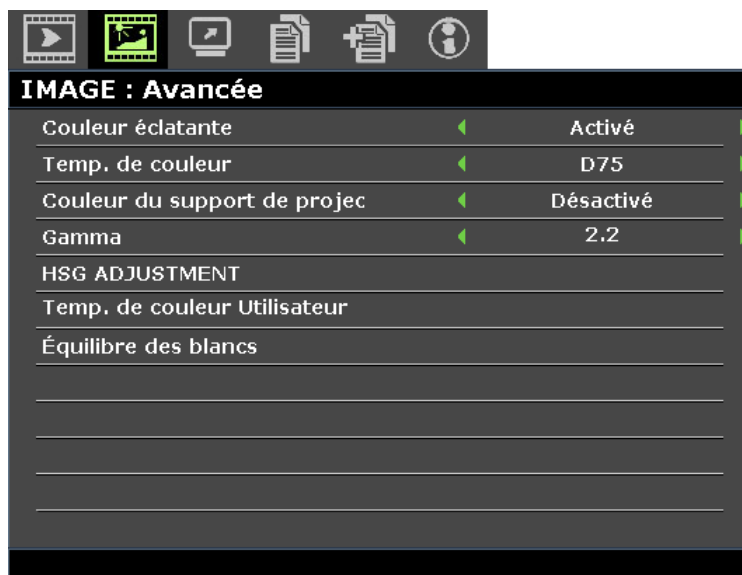 IMAGE : Avancée
Couleur éclatante Activé
Temp. de couleur D75
Couleur du support de projec Désactivé
Gamma 2.2
HSG ADJUSTMENT
Temp. de couleur Utilisateur
Équilibre des blancs